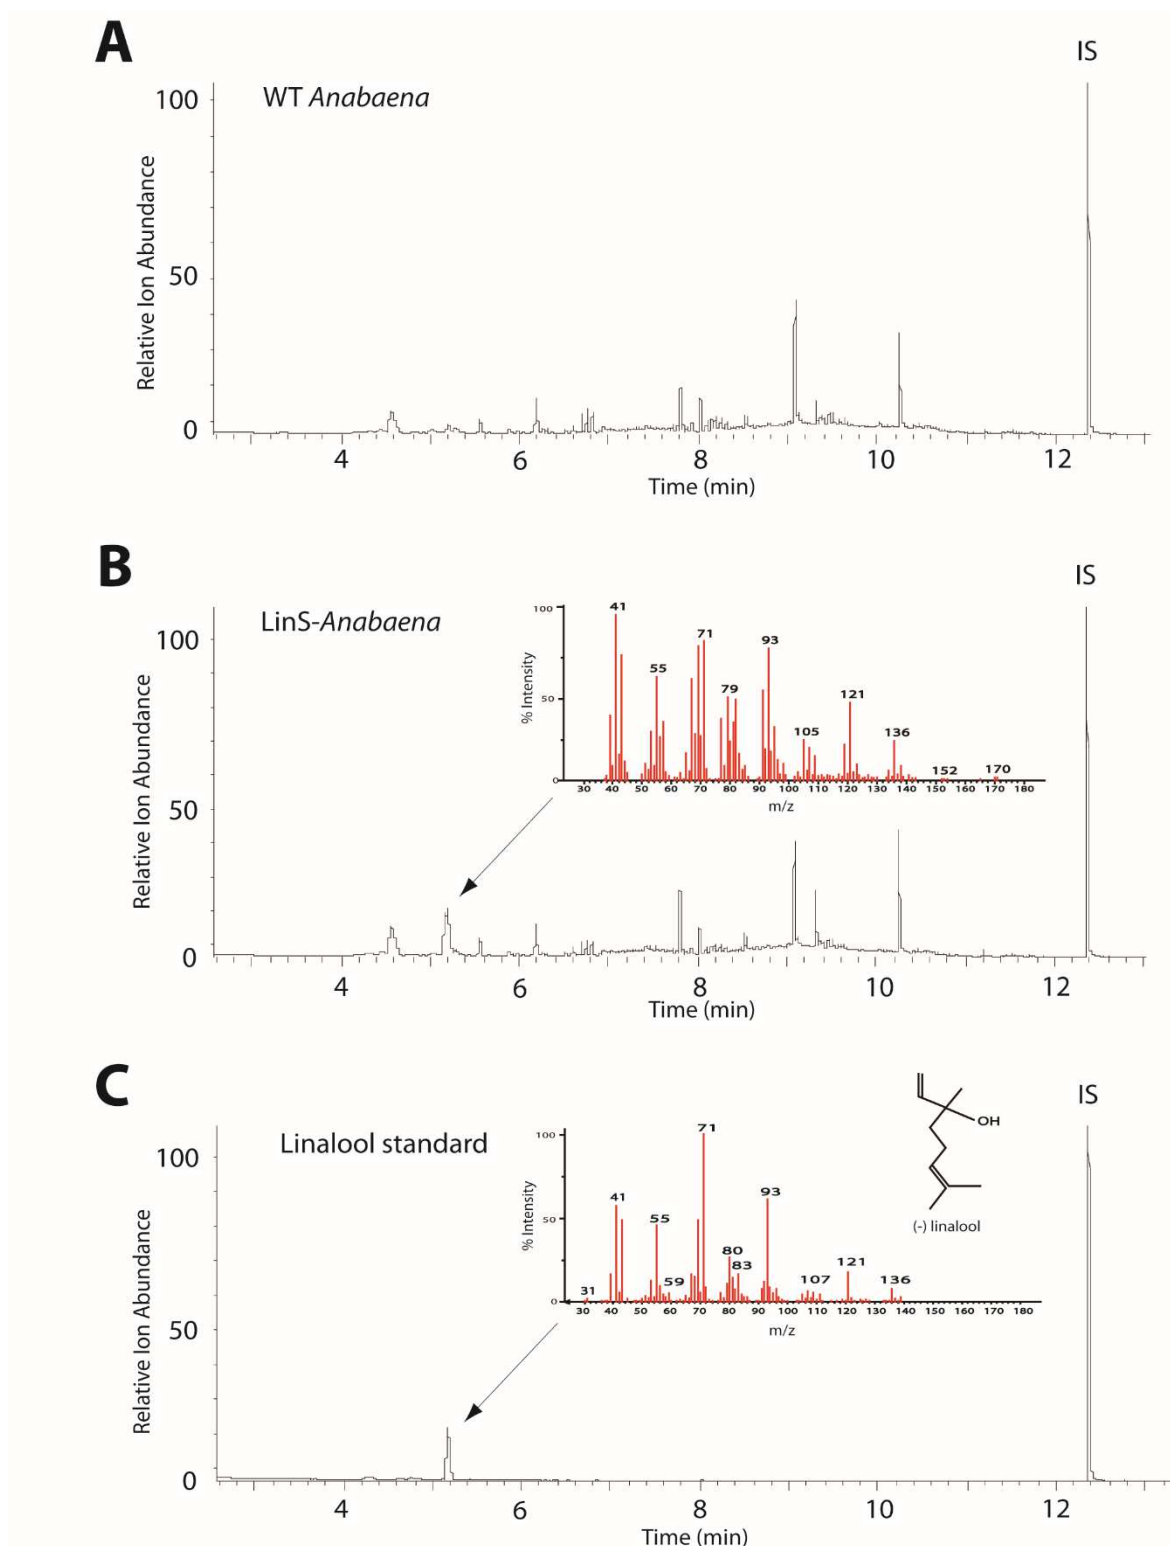 A
IS
WT Anabaena
100
50
0
Relative Ion Abundance
4 6 8 10 12
Time (min)
B
IS
LinS-Anabaena
100
50
0
Relative Ion Abundance
100
50
0
% Intensity
41 55 71 79 93 105 121 136 152 170
30 40 50 60 70 80 90 100 110 120 130 140 150 160 170 180
m/z
4 6 8 10 12
Time (min)
C
IS
Linalool standard
100
50
0
Relative Ion Abundance
100
50
0
% Intensity
31 41 55 59 71 80 83 93 107 121 136
30 40 50 60 70 80 90 100 110 120 130 140 150 160 170 180
m/z
OH
(-) linalool
4 6 8 10 12
Time (min)